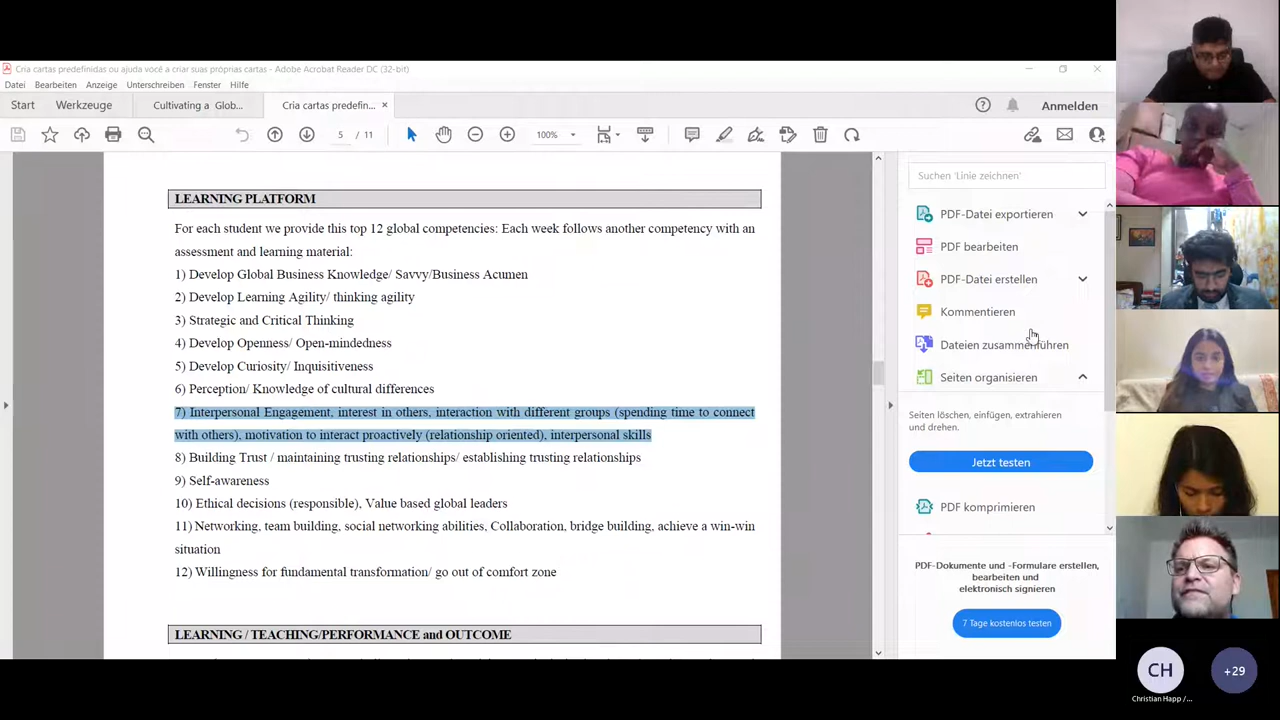 Cria cartas predefinidas ou ajuda você a criar suas próprias cartas - Adobe Acrobat Reader DC (32-bit)
Datei Bearbeiten Anzeige Unterschreiben Fenster Hilfe
Start Werkzeuge Cultivating a Glob... Cria cartas predefin... × Anmelden
5 / 11 100%
LEARNING PLATFORM
For each student we provide this top 12 global competencies: Each week follows another competency with an
assessment and learning material:
1) Develop Global Business Knowledge/ Savvy/Business Acumen
2) Develop Learning Agility/ thinking agility
3) Strategic and Critical Thinking
4) Develop Openness/ Open-mindedness
5) Develop Curiosity/ Inquisitiveness
6) Perception/ Knowledge of cultural differences
7) Interpersonal Engagement, interest in others, interaction with different groups (spending time to connect
with others), motivation to interact proactively (relationship oriented), interpersonal skills
8) Building Trust / maintaining trusting relationships/ establishing trusting relationships
9) Self-awareness
10) Ethical decisions (responsible), Value based global leaders
11) Networking, team building, social networking abilities, Collaboration, bridge building, achieve a win-win
situation
12) Willingness for fundamental transformation/ go out of comfort zone
LEARNING / TEACHING/PERFORMANCE and OUTCOME
Suchen 'Linie zeichnen'
PDF-Datei exportieren
PDF bearbeiten
PDF-Datei erstellen
Kommentieren
Dateien zusammenführen
Seiten organisieren
Seiten löschen, einfügen, extrahieren
und drehen.
Jetzt testen
PDF komprimieren
PDF-Dokumente und -Formulare erstellen,
bearbeiten und
elektronisch signieren
7 Tage kostenlos testen
CH
Christian Happ /...
+29